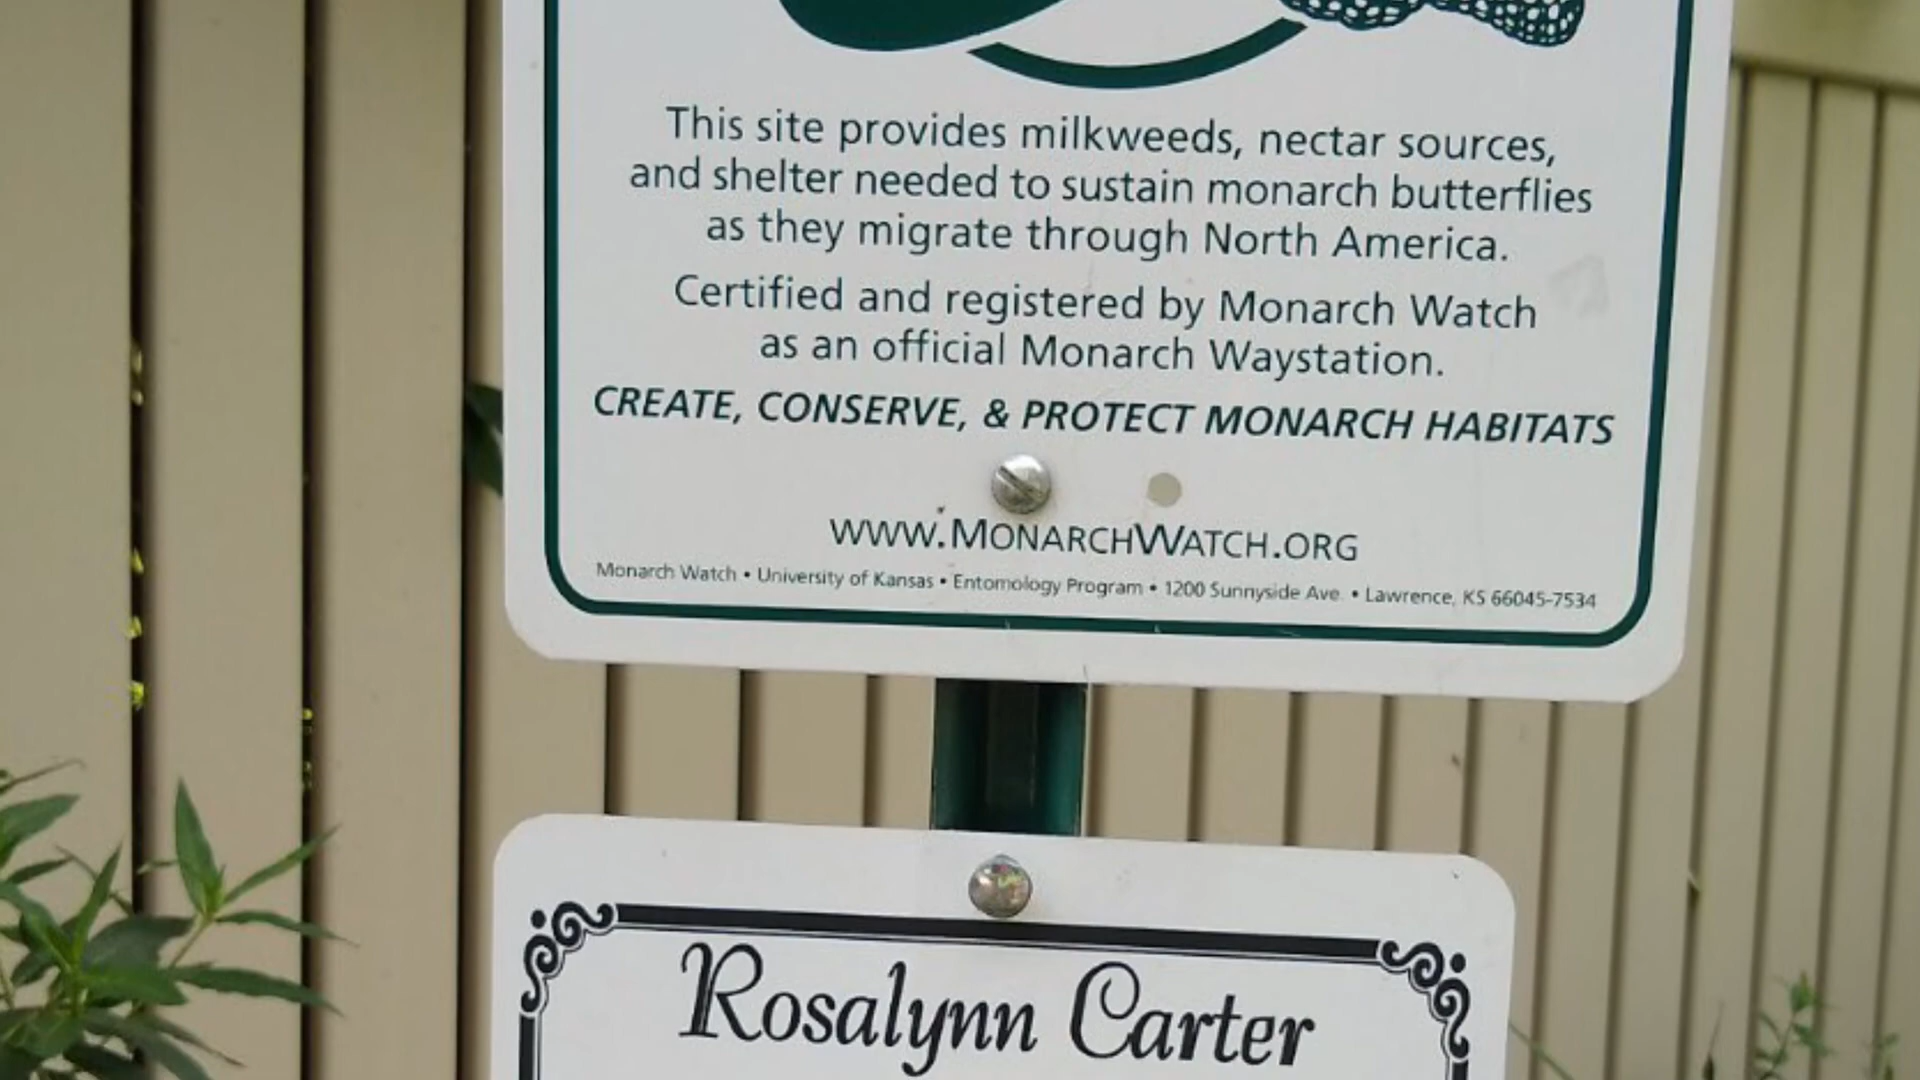 This site provides milkweeds, nectar sources,
and shelter needed to sustain monarch butterflies
as they migrate through North America.
Certified and registered by Monarch Watch
as an official Monarch Waystation.
CREATE, CONSERVE, & PROTECT MONARCH HABITATS
WWW.MONARCHWATCH.ORG
Monarch Watch • University of Kansas • Entomology Program • 1200 Sunnyside Ave. • Lawrence, KS 66045-7534
Rosalynn Carter